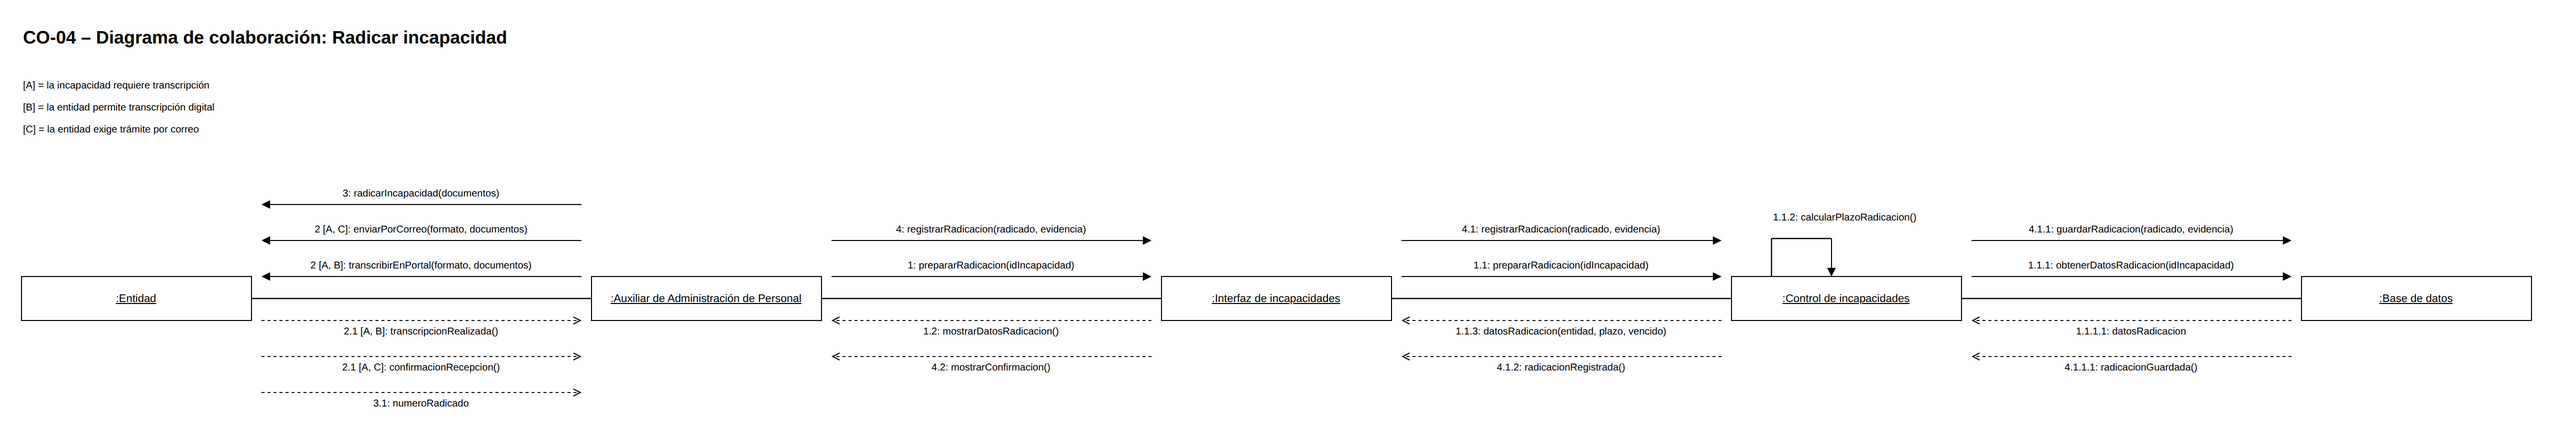 CO-04 – Diagrama de colaboración: Radicar incapacidad
[A] = la incapacidad requiere transcripción
[B] = la entidad permite transcripción digital
[C] = la entidad exige trámite por correo
3: radicarIncapacidad(documentos)
2 [A, C]: enviarPorCorreo(formato, documentos)
2 [A, B]: transcribirEnPortal(formato, documentos)
4: registrarRadicacion(radicado, evidencia)
1: prepararRadicacion(idIncapacidad)
4.1: registrarRadicacion(radicado, evidencia)
1.1: prepararRadicacion(idIncapacidad)
1.1.2: calcularPlazoRadicacion()
4.1.1: guardarRadicacion(radicado, evidencia)
1.1.1: obtenerDatosRadicacion(idIncapacidad)
:Entidad
:Auxiliar de Administración de Personal
:Interfaz de incapacidades
:Control de incapacidades
:Base de datos
2.1 [A, B]: transcripcionRealizada()
2.1 [A, C]: confirmacionRecepcion()
3.1: numeroRadicado
1.2: mostrarDatosRadicacion()
4.2: mostrarConfirmacion()
1.1.3: datosRadicacion(entidad, plazo, vencido)
4.1.2: radicacionRegistrada()
1.1.1.1: datosRadicacion
4.1.1.1: radicacionGuardada()